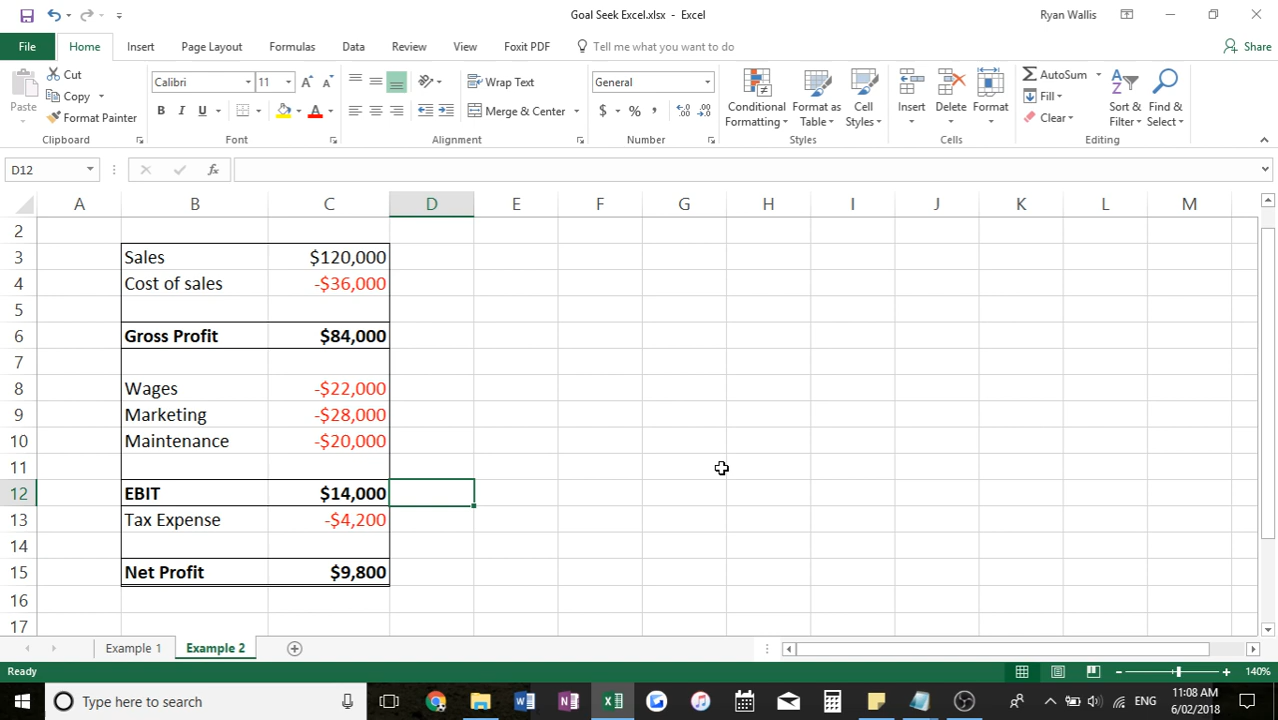 Goal Seek Excel.xlsx - Excel
Ryan Wallis
File Home Insert Page Layout Formulas Data Review View Foxit PDF Tell me what you want to do Share
Paste
Cut
Copy
Format Painter
Clipboard
Calibri 11
B I U
Font
Wrap Text
Merge & Center
Alignment
General
$ % ,
Number
Conditional Formatting
Format as Table
Cell Styles
Styles
Insert
Delete
Format
Cells
AutoSum
Fill
Clear
Sort & Filter
Find & Select
Editing
D12 fx
A B C D E F G H I J K L M
2
3 Sales $120,000
4 Cost of sales -$36,000
5
6 Gross Profit $84,000
7
8 Wages -$22,000
9 Marketing -$28,000
10 Maintenance -$20,000
11
12 EBIT $14,000
13 Tax Expense -$4,200
14
15 Net Profit $9,800
16
17
Example 1 Example 2
Ready 140%
Type here to search
ENG
11:08 AM
6/02/2018